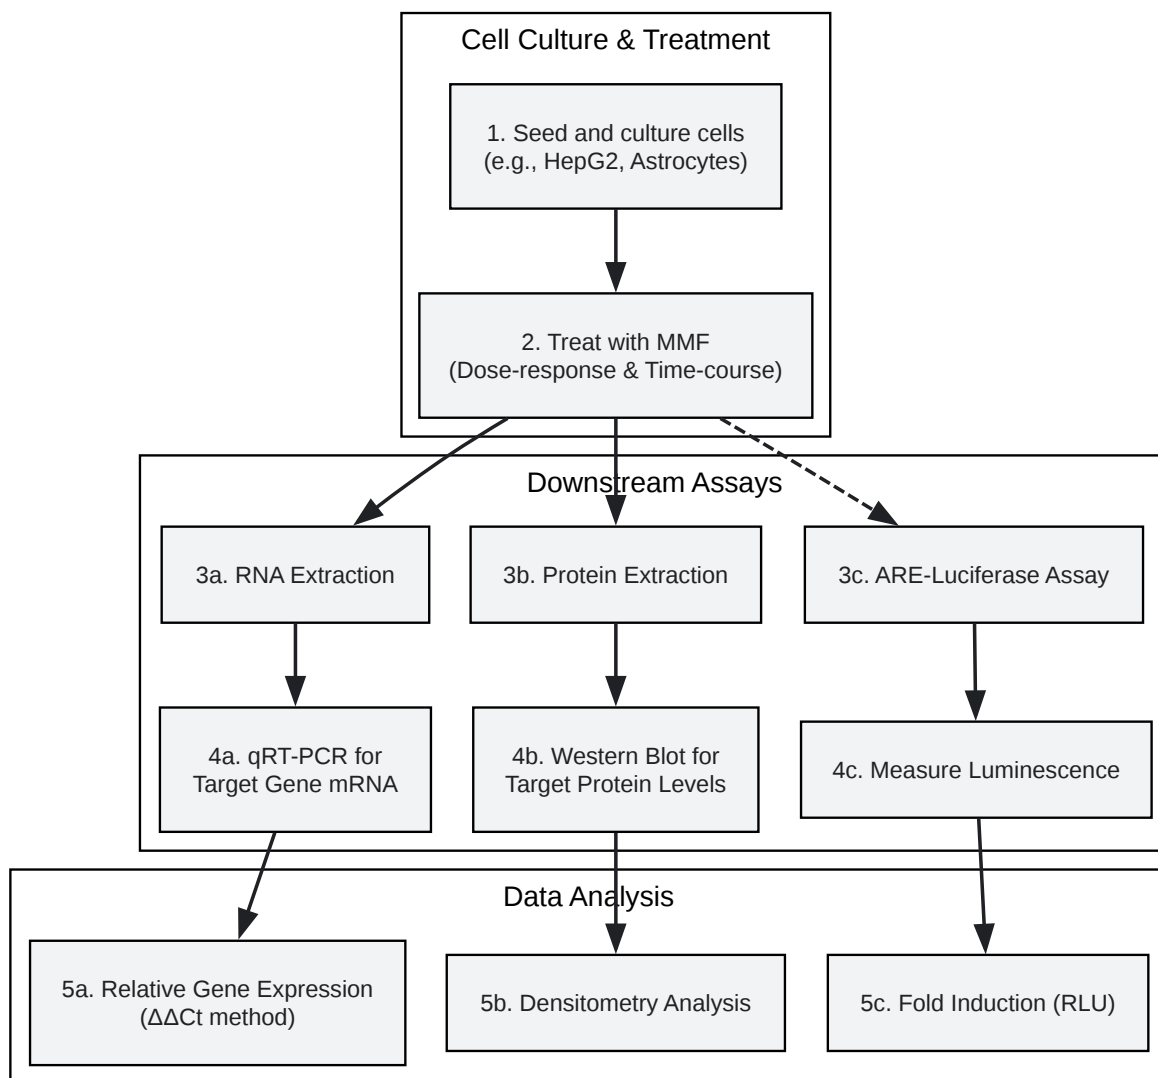 Cell Culture & Treatment
1. Seed and culture cells
(e.g., HepG2, Astrocytes)
2. Treat with MMF
(Dose-response & Time-course)
Downstream Assays
3a. RNA Extraction
3b. Protein Extraction
3c. ARE-Luciferase Assay
4a. qRT-PCR for
Target Gene mRNA
4b. Western Blot for
Target Protein Levels
4c. Measure Luminescence
Data Analysis
5a. Relative Gene Expression
(ΔΔCt method)
5b. Densitometry Analysis
5c. Fold Induction (RLU)